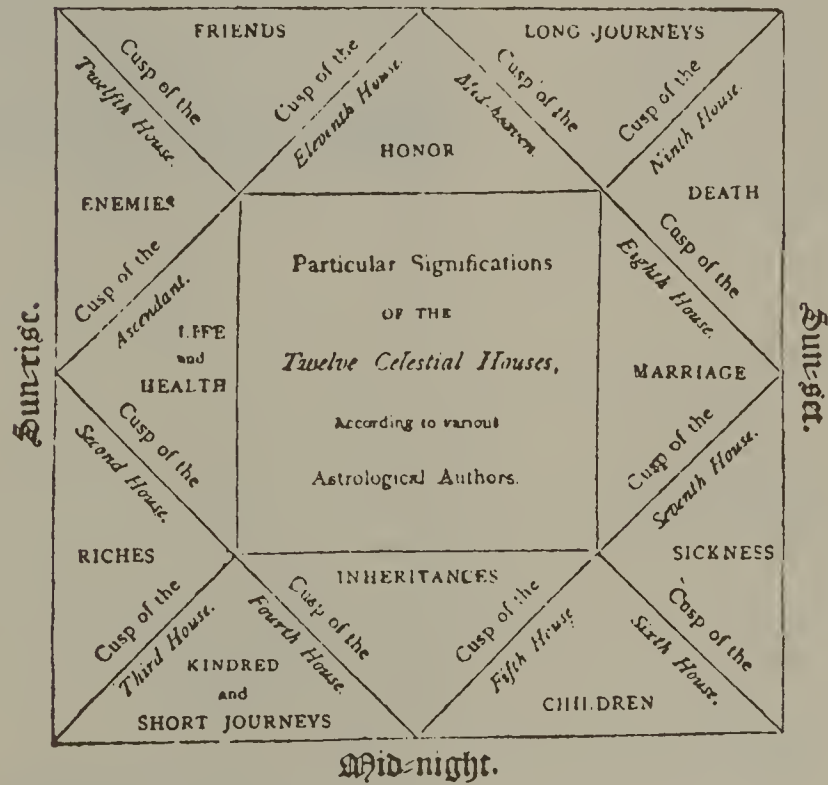 FRIENDS
LONG JOURNEYS
Cusp of the
Twelfth House.
Cusp of the
Eleventh House.
Cusp of the
Mid-heaven.
Cusp of the
Ninth House.
HONOR
ENEMIES
DEATH
Cusp of the
Ascendant.
Cusp of the
Eighth House.
Particular Significations
OF THE
Twelve Celestial Houses,
According to various
Astrological Authors.
Sun-rise.
LIFE
and
HEALTH
MARRIAGE
Sun-set.
Cusp of the
Second House.
Cusp of the
Seventh House.
RICHES
SICKNESS
INHERITANCES
Cusp of the
Third House.
Cusp of the
Fourth House.
Cusp of the
Fifth House
Cusp of the
Sixth House.
KINDRED
and
SHORT JOURNEYS
CHILDREN
Mid-night.